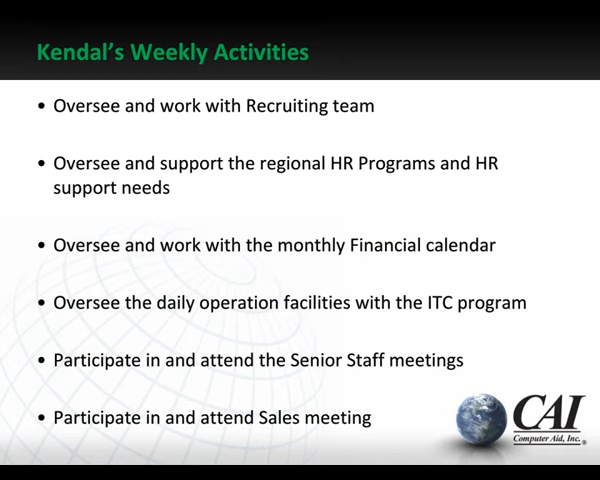 Kendal's Weekly Activities
• Oversee and work with Recruiting team
• Oversee and support the regional HR Programs and HR
support needs
• Oversee and work with the monthly Financial calendar
• Oversee the daily operation facilities with the ITC program
• Participate in and attend the Senior Staff meetings
• Participate in and attend Sales meeting
CAI
Computer Aid, Inc.®